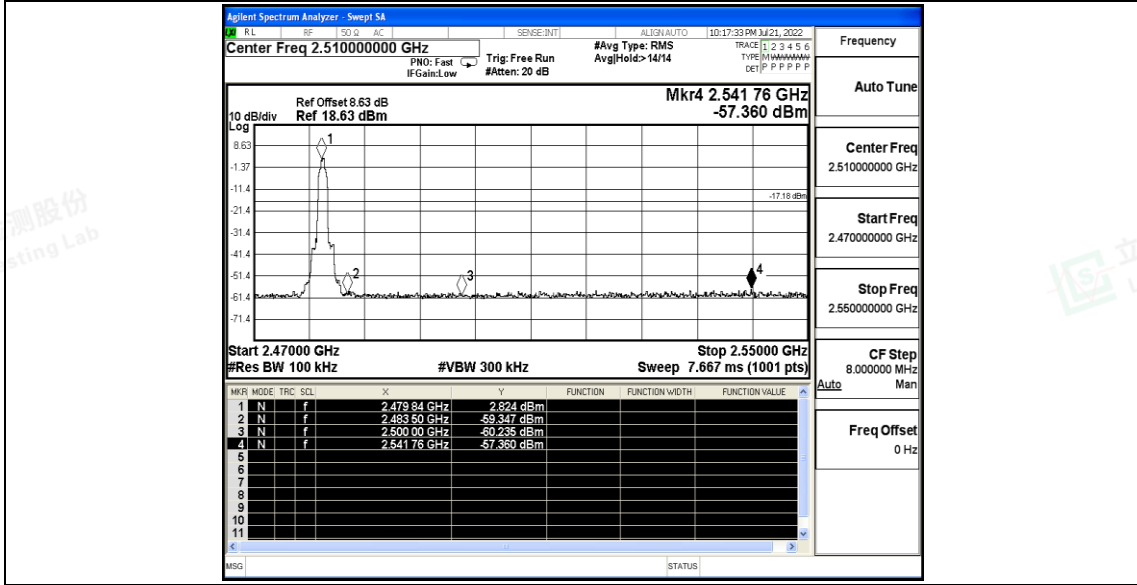 Agilent Spectrum Analyzer - Swept SA
RL RF 50 Ω AC SENSE:INT ALIGN AUTO 10:17:33 PM Jul 21, 2022
Center Freq 2.510000000 GHz
PNO: Fast
IFGain:Low
Trig: Free Run
#Atten: 20 dB
#Avg Type: RMS
Avg|Hold:>14/14
TRACE 1 2 3 4 5 6
TYPE M W W W W W
DET P P P P P P
Mkr4 2.541 76 GHz
-57.360 dBm
Ref Offset 8.63 dB
10 dB/div Ref 18.63 dBm
Log
8.63
-1.37
-11.4
-21.4
-31.4
-41.4
-51.4
-61.4
-71.4
1
2
3
4
-17.18 dBm
Start 2.47000 GHz Stop 2.55000 GHz
#Res BW 100 kHz #VBW 300 kHz Sweep 7.667 ms (1001 pts)
MKR MODE TRC SCL X Y FUNCTION FUNCTION WIDTH FUNCTION VALUE
1 N f 2.479 84 GHz 2.824 dBm
2 N f 2.483 50 GHz -59.347 dBm
3 N f 2.500 00 GHz -60.235 dBm
4 N f 2.541 76 GHz -57.360 dBm
5
6
7
8
9
10
11
MSG STATUS
Frequency
Auto Tune
Center Freq
2.510000000 GHz
Start Freq
2.470000000 GHz
Stop Freq
2.550000000 GHz
CF Step
8.000000 MHz
Auto Man
Freq Offset
0 Hz
测股份
sting Lab
立